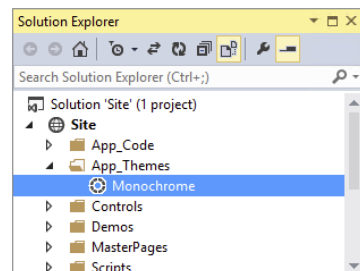 Solution Explorer
Search Solution Explorer (Ctrl+;)
Solution 'Site' (1 project)
Site
App_Code
App_Themes
Monochrome
Controls
Demos
MasterPages
Scripts